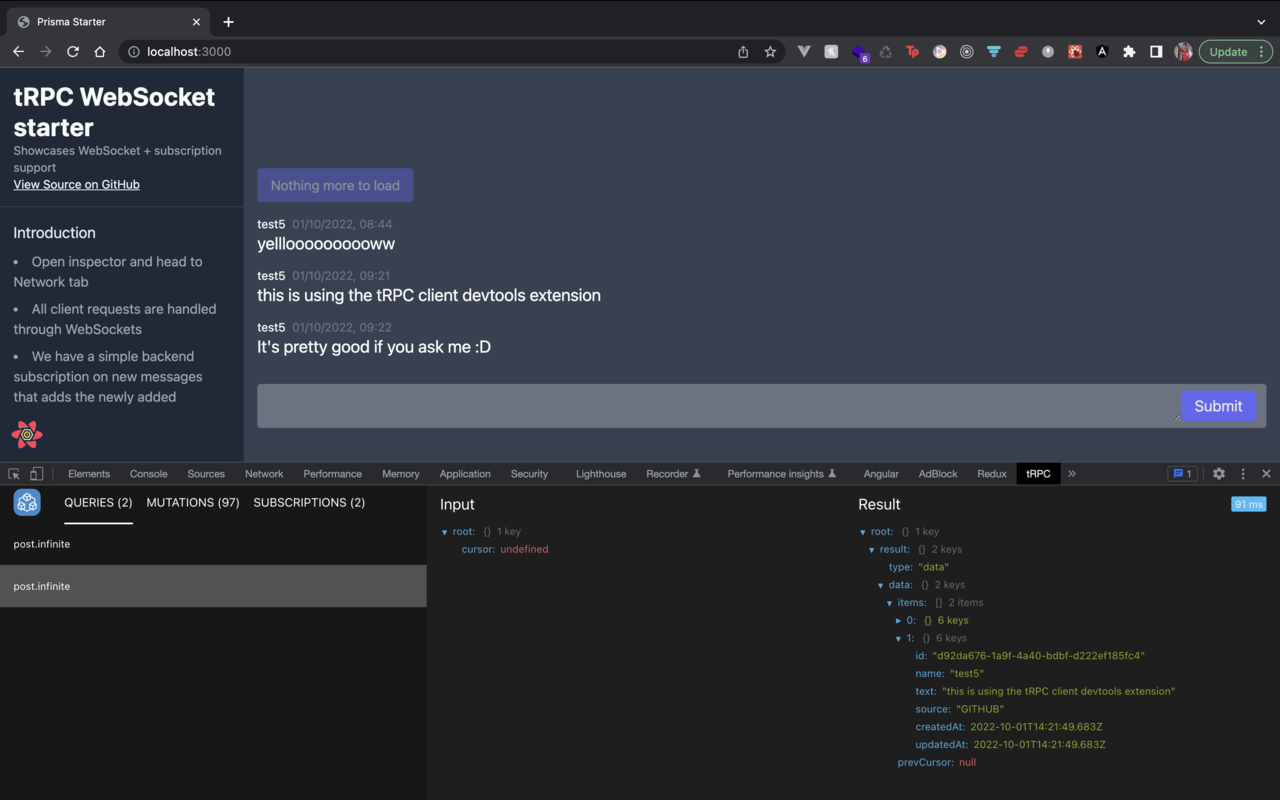 Prisma Starter
localhost:3000
6
Tp
A
Update
tRPC WebSocket
starter
Showcases WebSocket + subscription
support
View Source on GitHub
Introduction
• Open inspector and head to
Network tab
• All client requests are handled
through WebSockets
• We have a simple backend
subscription on new messages
that adds the newly added
Nothing more to load
test5 01/10/2022, 08:44
yellloooooooooww
test5 01/10/2022, 09:21
this is using the tRPC client devtools extension
test5 01/10/2022, 09:22
It's pretty good if you ask me :D
Submit
Elements Console Sources Network Performance Memory Application Security Lighthouse Recorder Performance insights Angular AdBlock Redux tRPC » 1
QUERIES (2) MUTATIONS (97) SUBSCRIPTIONS (2)
post.infinite
post.infinite
Input
root: {} 1 key
cursor: undefined
Result 91 ms
root: {} 1 key
result: {} 2 keys
type: "data"
data: {} 2 keys
items: [] 2 items
0: {} 6 keys
1: {} 6 keys
id: "d92da676-1a9f-4a40-bdbf-d222ef185fc4"
name: "test5"
text: "this is using the tRPC client devtools extension"
source: "GITHUB"
createdAt: 2022-10-01T14:21:49.683Z
updatedAt: 2022-10-01T14:21:49.683Z
prevCursor: null